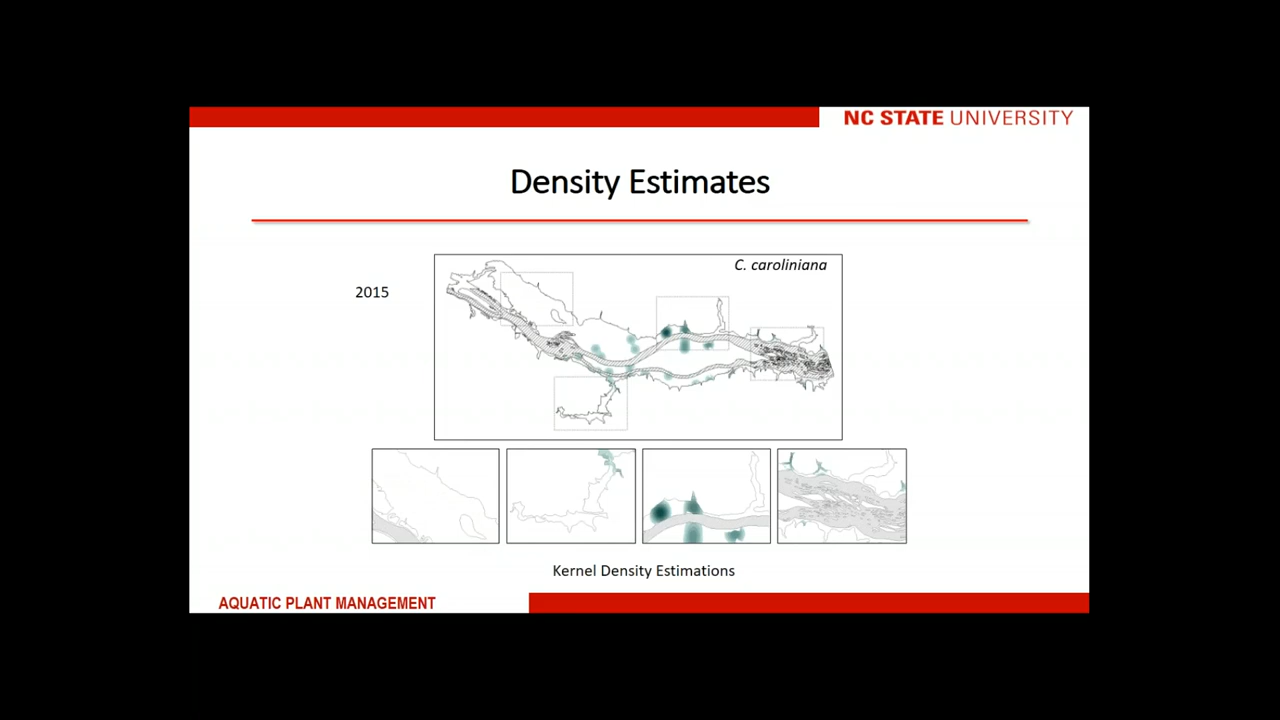 NC STATE UNIVERSITY
Density Estimates
C. caroliniana
2015
Kernel Density Estimations
AQUATIC PLANT MANAGEMENT